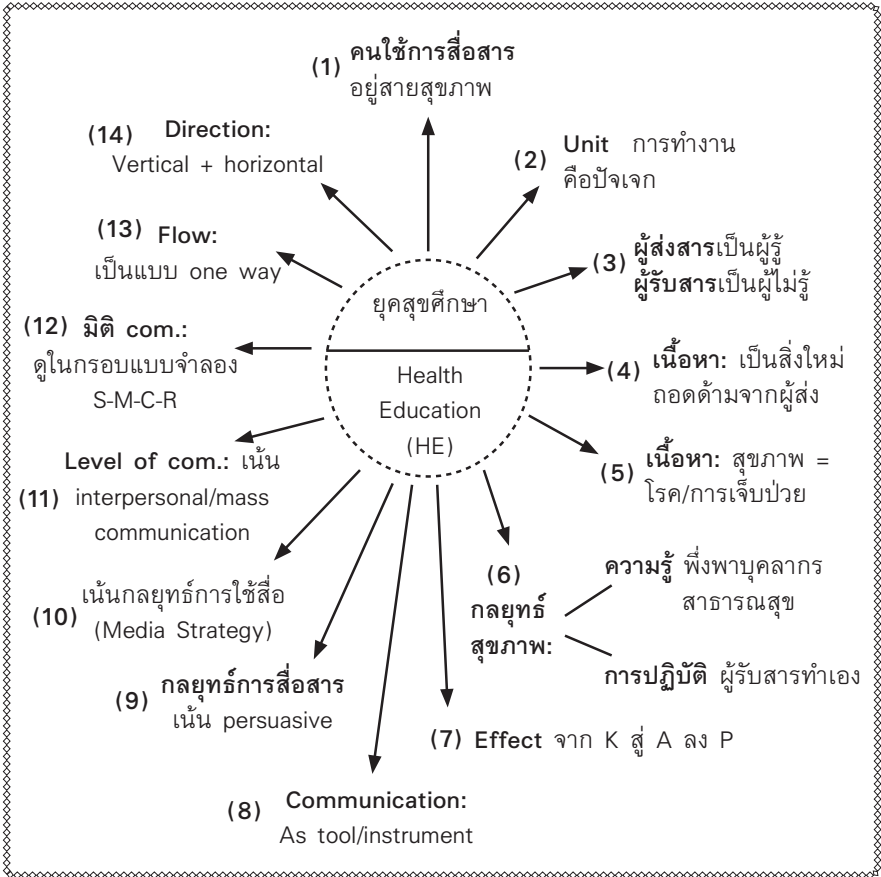 (1) คนใช้การสื่อสาร
อยู่สายสุขภาพ
(2) Unit การทำงาน
คือปัจเจก
(3) ผู้ส่งสารเป็นผู้รู้
ผู้รับสารเป็นผู้ไม่รู้
(4) เนื้อหา: เป็นสิ่งใหม่
ถอดด้ามจากผู้ส่ง
(5) เนื้อหา: สุขภาพ =
โรค/การเจ็บป่วย
(6)
กลยุทธ์
สุขภาพ:
ความรู้ พึ่งพาบุคลากร
สาธารณสุข
การปฏิบัติ ผู้รับสารทำเอง
(7) Effect จาก K สู่ A ลง P
(8) Communication:
As tool/instrument
(9) กลยุทธ์การสื่อสาร
เน้น persuasive
(10) เน้นกลยุทธ์การใช้สื่อ
(Media Strategy)
Level of com.: เน้น
(11) interpersonal/mass
communication
(12) มิติ com.:
ดูในกรอบแบบจำลอง
S-M-C-R
(13) Flow:
เป็นแบบ one way
(14) Direction:
Vertical + horizontal
ยุคสุขศึกษา
Health
Education
(HE)